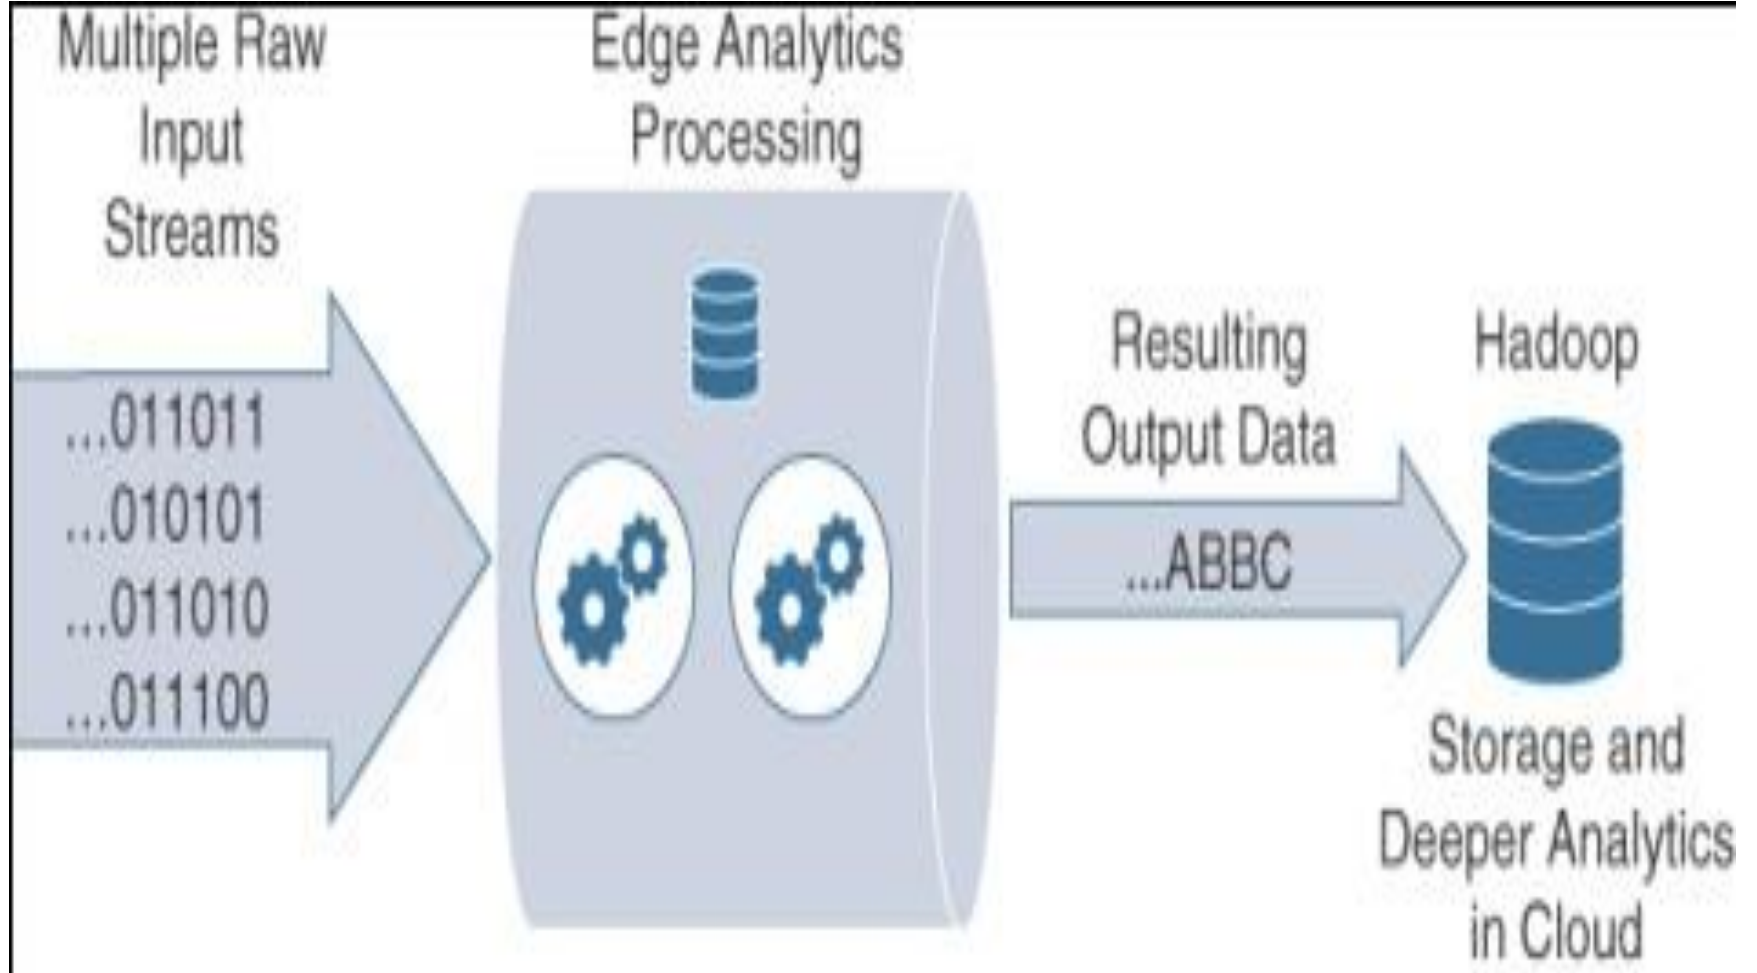 Multiple Raw
Input
Streams
...011011
...010101
...011010
...011100
Edge Analytics
Processing
Resulting
Output Data
...ABBC
Hadoop
Storage and
Deeper Analytics
in Cloud